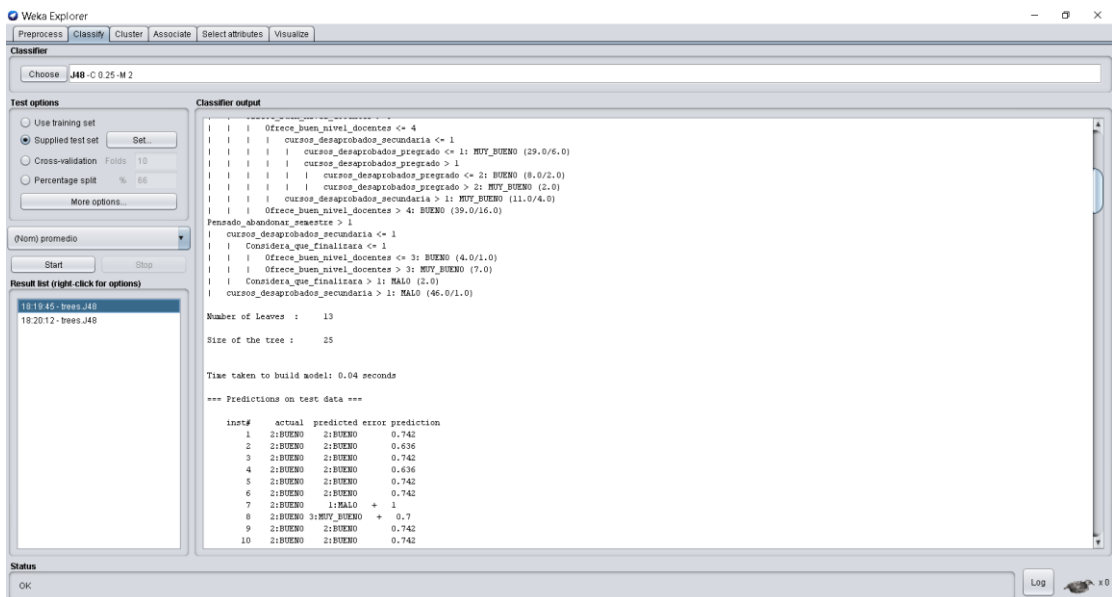 Weka Explorer
Preprocess Classify Cluster Associate Select attributes Visualize
Classifier
Choose J48 -C 0.25 -M 2
Test options
Use training set
Supplied test set Set...
Cross-validation Folds 10
Percentage split % 66
More options...
(Nom) promedio
Start Stop
Result list (right-click for options)
18:19:45 - trees.J48
18:20:12 - trees.J48
Classifier output
| | | Ofrece_buen_nivel_docentes <= 4
| | | | cursos_desaprobados_secundaria <= 1
| | | | | cursos_desaprobados_pregrado <= 1: MUY_BUENO (29.0/6.0)
| | | | | cursos_desaprobados_pregrado > 1
| | | | | | cursos_desaprobados_pregrado <= 2: BUENO (8.0/2.0)
| | | | | | cursos_desaprobados_pregrado > 2: MUY_BUENO (2.0)
| | | | cursos_desaprobados_secundaria > 1: MUY_BUENO (11.0/4.0)
| | | Ofrece_buen_nivel_docentes > 4: BUENO (39.0/16.0)
Pensado_abandonar_semestre > 1
| cursos_desaprobados_secundaria <= 1
| | Considera_que_finalizara <= 1
| | | Ofrece_buen_nivel_docentes <= 3: BUENO (4.0/1.0)
| | | Ofrece_buen_nivel_docentes > 3: MUY_BUENO (7.0)
| | Considera_que_finalizara > 1: MALO (2.0)
| cursos_desaprobados_secundaria > 1: MALO (46.0/1.0)
Number of Leaves : 13
Size of the tree : 25
Time taken to build model: 0.04 seconds
=== Predictions on test data ===
inst# actual predicted error prediction
1 2:BUENO 2:BUENO 0.742
2 2:BUENO 2:BUENO 0.636
3 2:BUENO 2:BUENO 0.742
4 2:BUENO 2:BUENO 0.636
5 2:BUENO 2:BUENO 0.742
6 2:BUENO 2:BUENO 0.742
7 2:BUENO 1:MALO + 1
8 2:BUENO 3:MUY_BUENO + 0.7
9 2:BUENO 2:BUENO 0.742
10 2:BUENO 2:BUENO 0.742
Status
OK
Log x 0